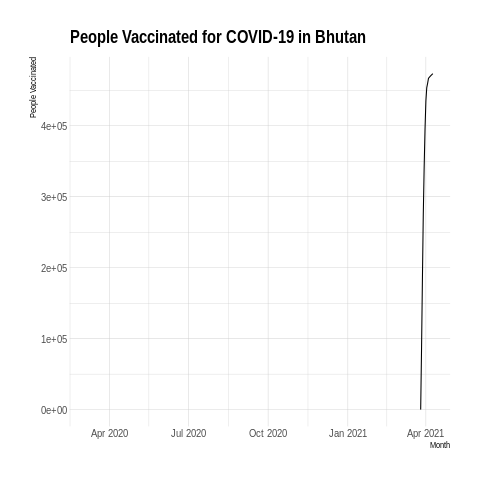 People Vaccinated for COVID-19 in Bhutan
People Vaccinated
4e+05
3e+05
2e+05
1e+05
0e+00
Apr 2020 Jul 2020 Oct 2020 Jan 2021 Apr 2021
Month